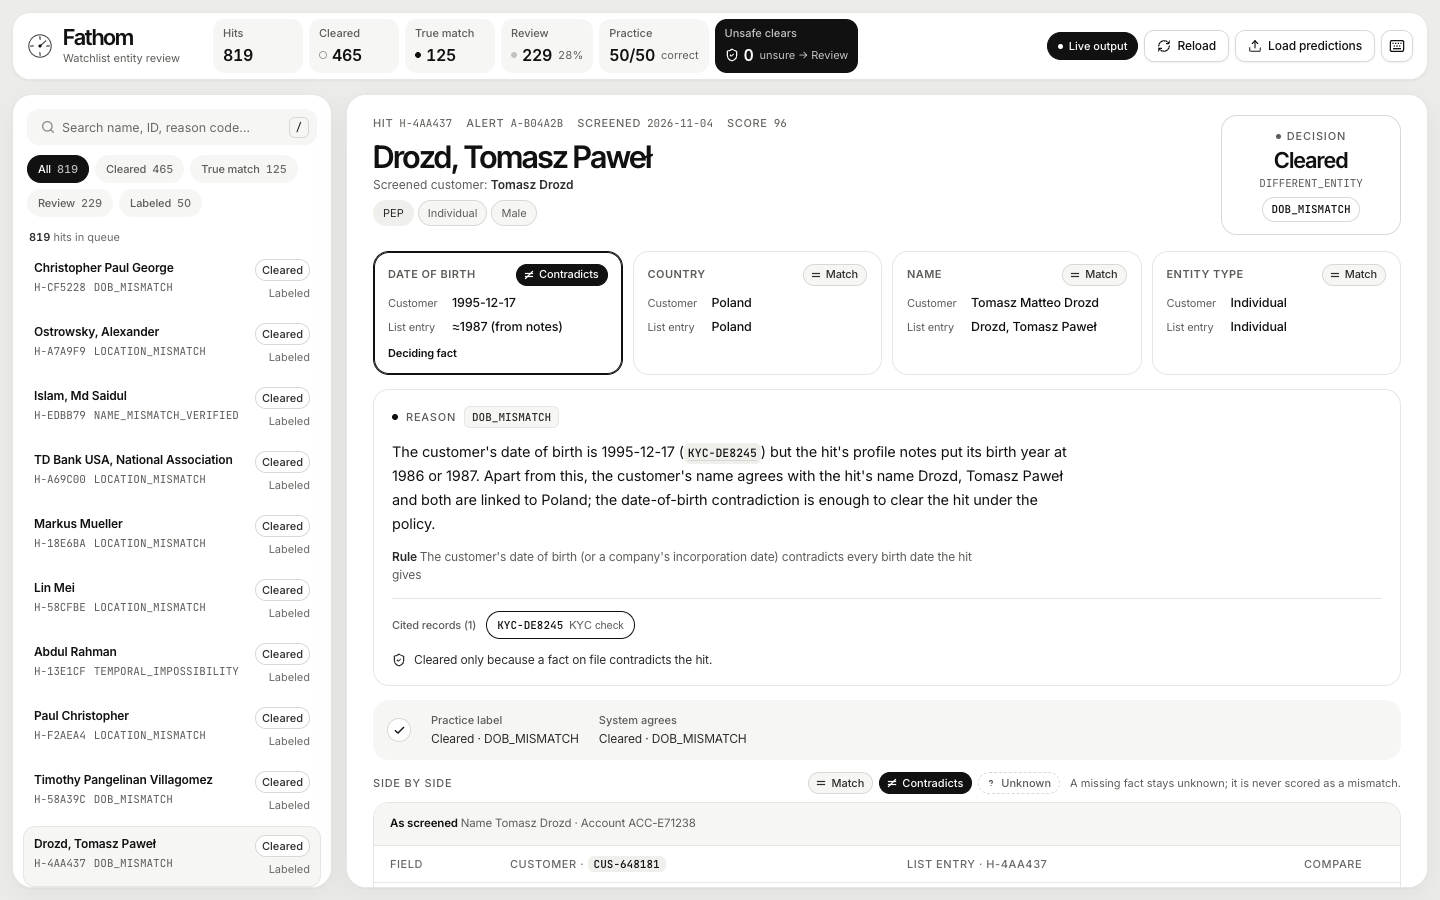 Fathom
Watchlist entity review
Hits
819
Cleared
465
True match
125
Review
229 28%
Practice
50/50 correct
Unsafe clears
0 unsure → Review
Live output
Reload
Load predictions
Search name, ID, reason code... /
All 819
Cleared 465
True match 125
Review 229
Labeled 50
819 hits in queue
Christopher Paul George Cleared
H-CF5228 DOB_MISMATCH Labeled
Ostrowsky, Alexander Cleared
H-A7A9F9 LOCATION_MISMATCH Labeled
Islam, Md Saidul Cleared
H-EDBB79 NAME_MISMATCH_VERIFIED Labeled
TD Bank USA, National Association Cleared
H-A69C00 LOCATION_MISMATCH Labeled
Markus Mueller Cleared
H-18E6BA LOCATION_MISMATCH Labeled
Lin Mei Cleared
H-58CFBE LOCATION_MISMATCH Labeled
Abdul Rahman Cleared
H-13E1CF TEMPORAL_IMPOSSIBILITY Labeled
Paul Christopher Cleared
H-F2AEA4 LOCATION_MISMATCH Labeled
Timothy Pangelinan Villagomez Cleared
H-58A39C DOB_MISMATCH Labeled
Drozd, Tomasz Paweł Cleared
H-4AA437 DOB_MISMATCH Labeled
HIT H-4AA437 ALERT A-B04A2B SCREENED 2026-11-04 SCORE 96
Drozd, Tomasz Paweł
Screened customer: Tomasz Drozd
PEP Individual Male
DECISION
Cleared
DIFFERENT_ENTITY
DOB_MISMATCH
DATE OF BIRTH ≠ Contradicts
Customer 1995-12-17
List entry ≈1987 (from notes)
Deciding fact
COUNTRY = Match
Customer Poland
List entry Poland
NAME = Match
Customer Tomasz Matteo Drozd
List entry Drozd, Tomasz Paweł
ENTITY TYPE = Match
Customer Individual
List entry Individual
REASON DOB_MISMATCH
The customer's date of birth is 1995-12-17 (KYC-DE8245) but the hit's profile notes put its birth year at
1986 or 1987. Apart from this, the customer's name agrees with the hit's name Drozd, Tomasz Paweł
and both are linked to Poland; the date-of-birth contradiction is enough to clear the hit under the
policy.
Rule The customer's date of birth (or a company's incorporation date) contradicts every birth date the hit
gives
Cited records (1) KYC-DE8245 KYC check
Cleared only because a fact on file contradicts the hit.
Practice label
Cleared · DOB_MISMATCH
System agrees
Cleared · DOB_MISMATCH
SIDE BY SIDE = Match ≠ Contradicts ? Unknown A missing fact stays unknown; it is never scored as a mismatch.
As screened Name Tomasz Drozd · Account ACC-E71238
FIELD CUSTOMER · CUS-648181 LIST ENTRY · H-4AA437 COMPARE